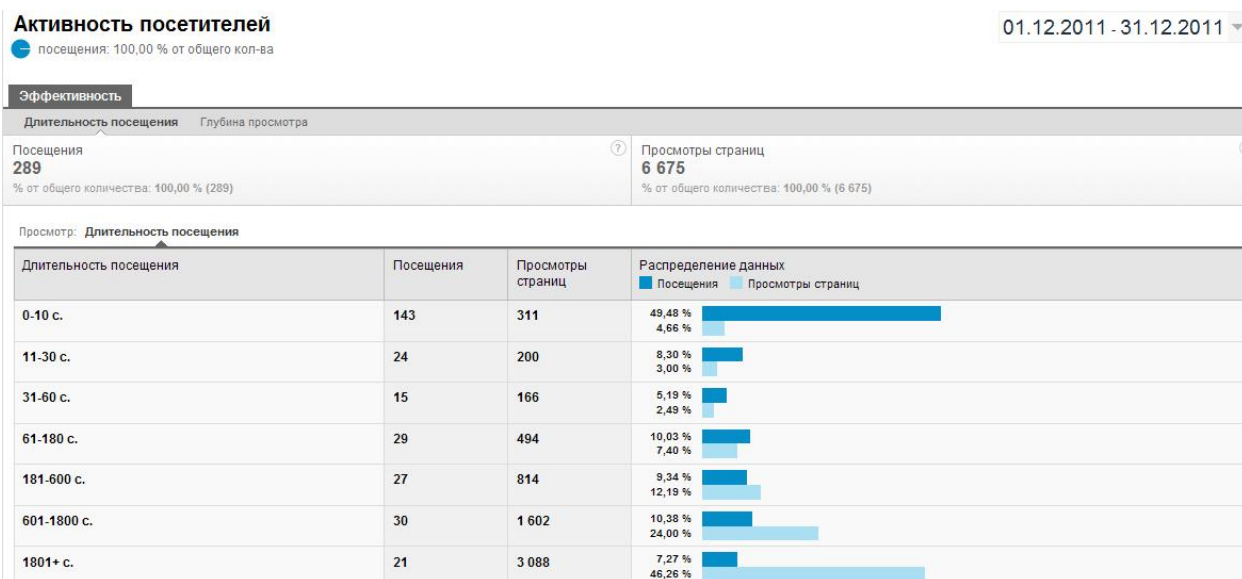 Активность посетителей
01.12.2011 - 31.12.2011
посещения: 100,00 % от общего кол-ва
Эффективность
Длительность посещения Глубина просмотра
Посещения ? Просмотры страниц
289 6 675
% от общего количества: 100,00 % (289) % от общего количества: 100,00 % (6 675)
Просмотр: Длительность посещения
Длительность посещения Посещения Просмотры страниц Распределение данных
Посещения Просмотры страниц
0-10 с. 143 311 49,48 %
4,66 %
11-30 с. 24 200 8,30 %
3,00 %
31-60 с. 15 166 5,19 %
2,49 %
61-180 с. 29 494 10,03 %
7,40 %
181-600 с. 27 814 9,34 %
12,19 %
601-1800 с. 30 1 602 10,38 %
24,00 %
1801+ с. 21 3 088 7,27 %
46,26 %